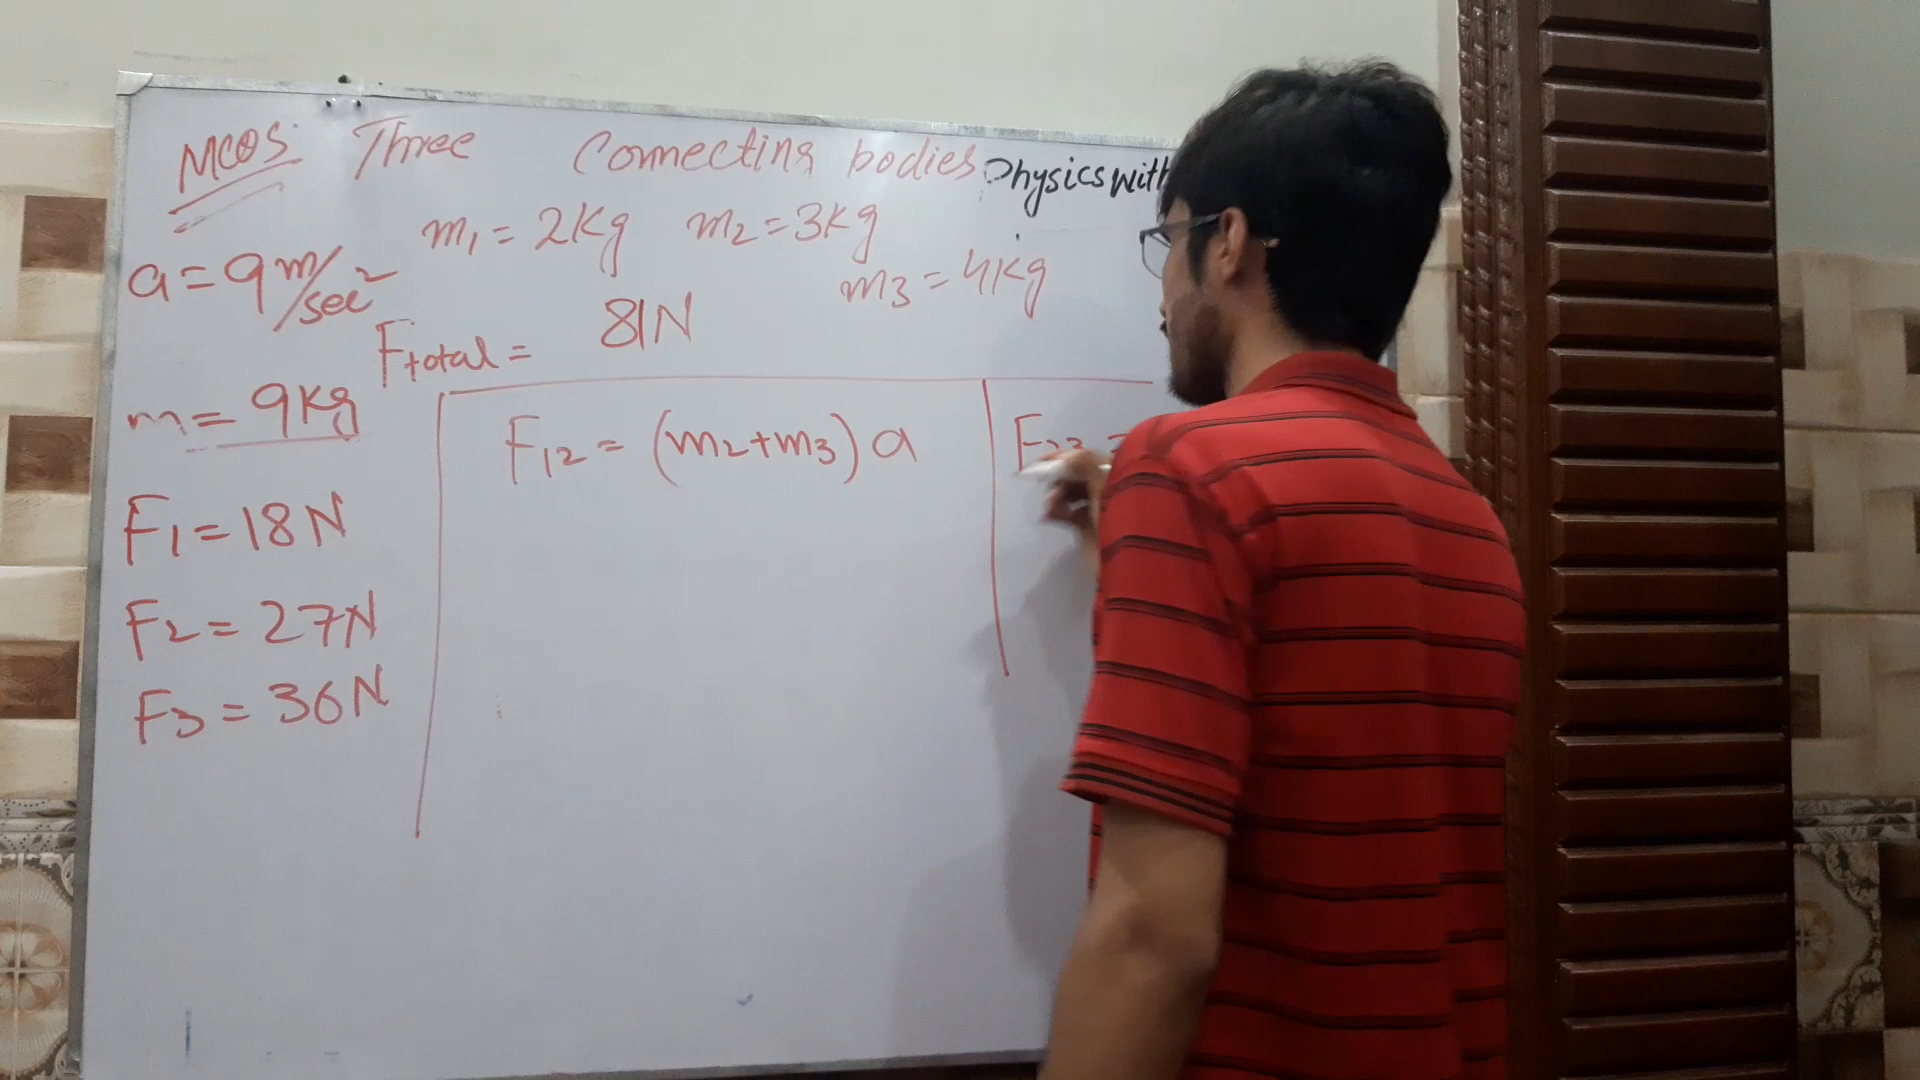 MCQS: Three Connecting bodies
Physics with
m1 = 2Kg m2 = 3Kg
a = 9 m/sec²
m3 = 4Kg
Ftotal = 81N
m = 9Kg
F12 = (m2+m3) a
F23 =
F1 = 18N
F2 = 27N
F3 = 36N